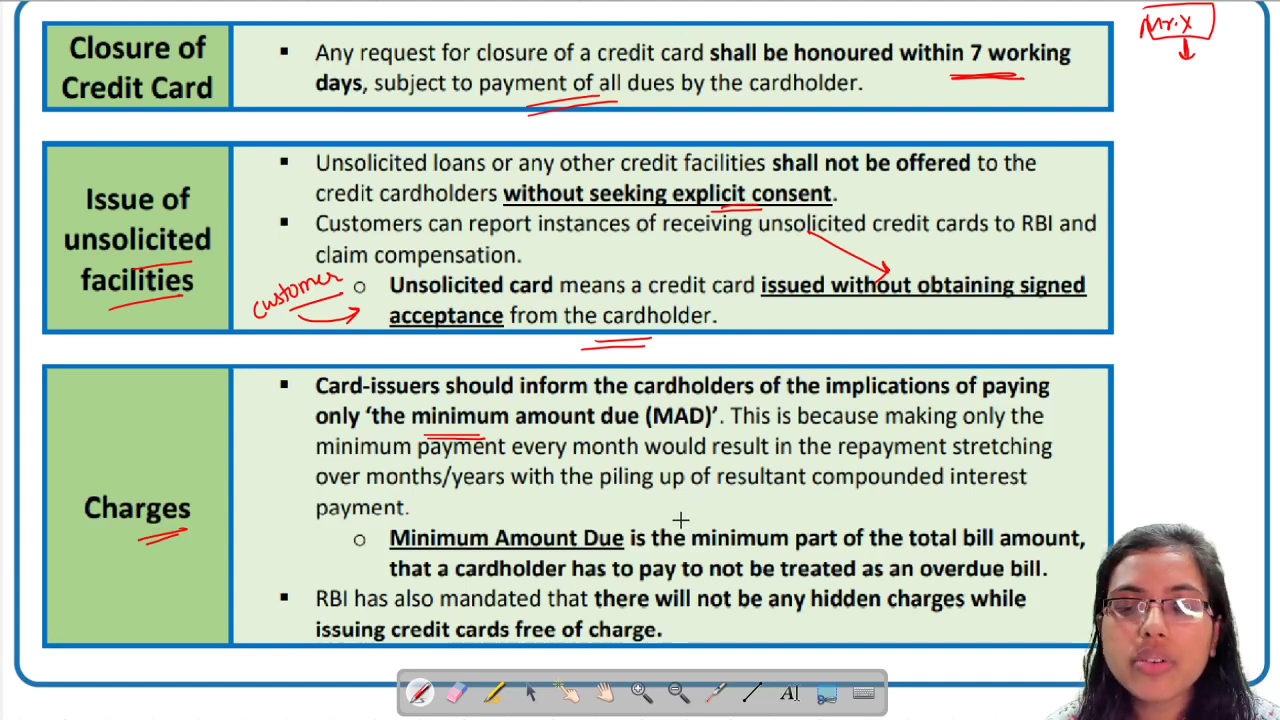 Mr.X
Closure of
Credit Card
▪ Any request for closure of a credit card shall be honoured within 7 working
days, subject to payment of all dues by the cardholder.
Issue of
unsolicited
facilities
▪ Unsolicited loans or any other credit facilities shall not be offered to the
credit cardholders without seeking explicit consent.
▪ Customers can report instances of receiving unsolicited credit cards to RBI and
claim compensation.
customer
o Unsolicited card means a credit card issued without obtaining signed
acceptance from the cardholder.
Charges
▪ Card-issuers should inform the cardholders of the implications of paying
only ‘the minimum amount due (MAD)’. This is because making only the
minimum payment every month would result in the repayment stretching
over months/years with the piling up of resultant compounded interest
payment.
o Minimum Amount Due is the minimum part of the total bill amount,
that a cardholder has to pay to not be treated as an overdue bill.
▪ RBI has also mandated that there will not be any hidden charges while
issuing credit cards free of charge.